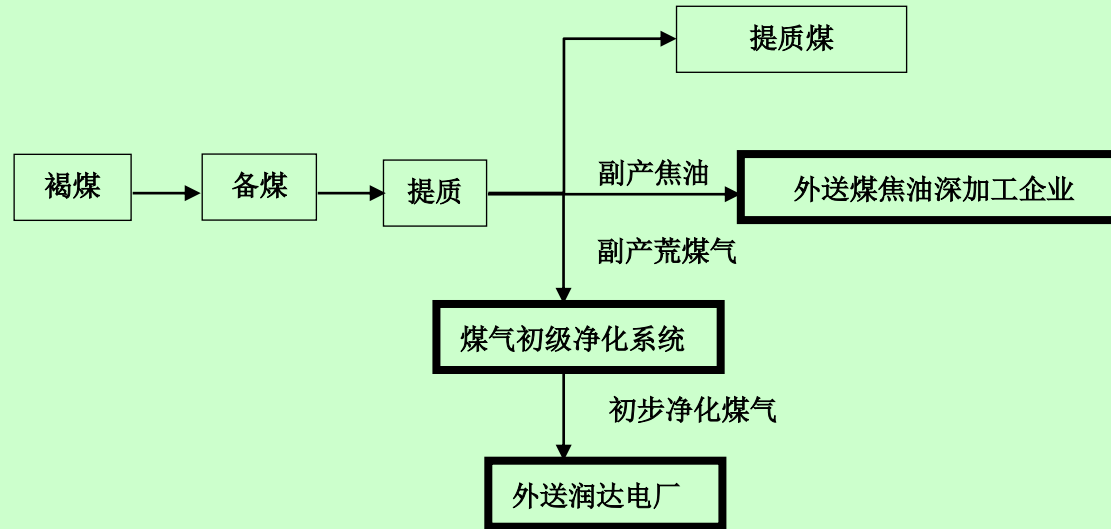 提质煤
褐煤
备煤
提质
副产焦油
外送煤焦油深加工企业
副产荒煤气
煤气初级净化系统
初步净化煤气
外送润达电厂